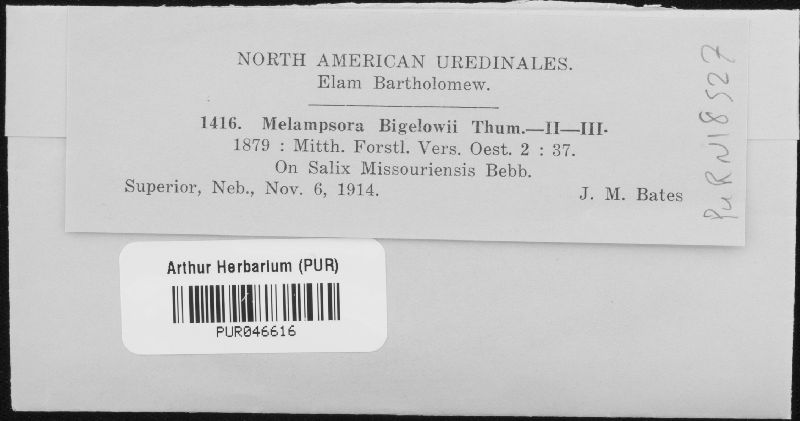 NORTH AMERICAN UREDINALES.
Elam Bartholomew.
1416. Melampsora Bigelowii Thum.—II—III.
1879 : Mitth. Forstl. Vers. Oest. 2 : 37.
On Salix Missouriensis Bebb.
Superior, Neb., Nov. 6, 1914. J. M. Bates
PuR N18527
Arthur Herbarium (PUR)
PUR046616